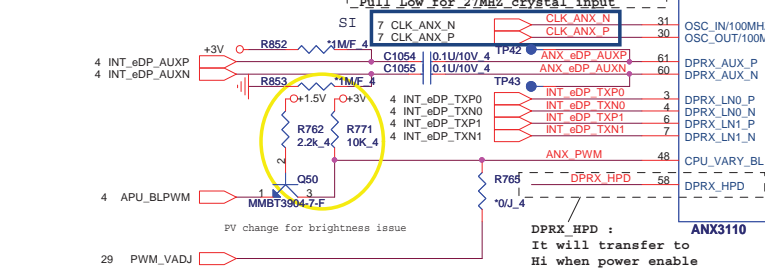 Pull Low for 27MHZ crystal input
SI
7 CLK_ANX_N
CLK_ANX_N
31
OSC_IN/100MH
7 CLK_ANX_P
CLK_ANX_P
30
OSC_OUT/100M
+3V
R852
*1M/F_4
TP42
4 INT_eDP_AUXP
C1054
0.1U/10V_4
ANX_eDP_AUXP
61
DPRX_AUX_P
4 INT_eDP_AUXN
C1055
0.1U/10V_4
ANX_eDP_AUXN
60
DPRX_AUX_N
R853
*1M/F_4
TP43
+1.5V
+3V
4 INT_eDP_TXP0
INT_eDP_TXP0
3
DPRX_LN0_P
4 INT_eDP_TXN0
INT_eDP_TXN0
4
DPRX_LN0_N
4 INT_eDP_TXP1
INT_eDP_TXP1
6
DPRX_LN1_P
4 INT_eDP_TXN1
INT_eDP_TXN1
7
DPRX_LN1_N
R762
2.2k_4
R771
10K_4
2
ANX_PWM
48
CPU_VARY_BL
Q50
R765
DPRX_HPD
58
DPRX_HPD
4 APU_BLPWM
1
3
MMBT3904-7-F
*0/J_4
PV change for brightness issue
DPRX_HPD :
ANX3110
It will transfer to
Hi when power enable
29 PWM_VADJ